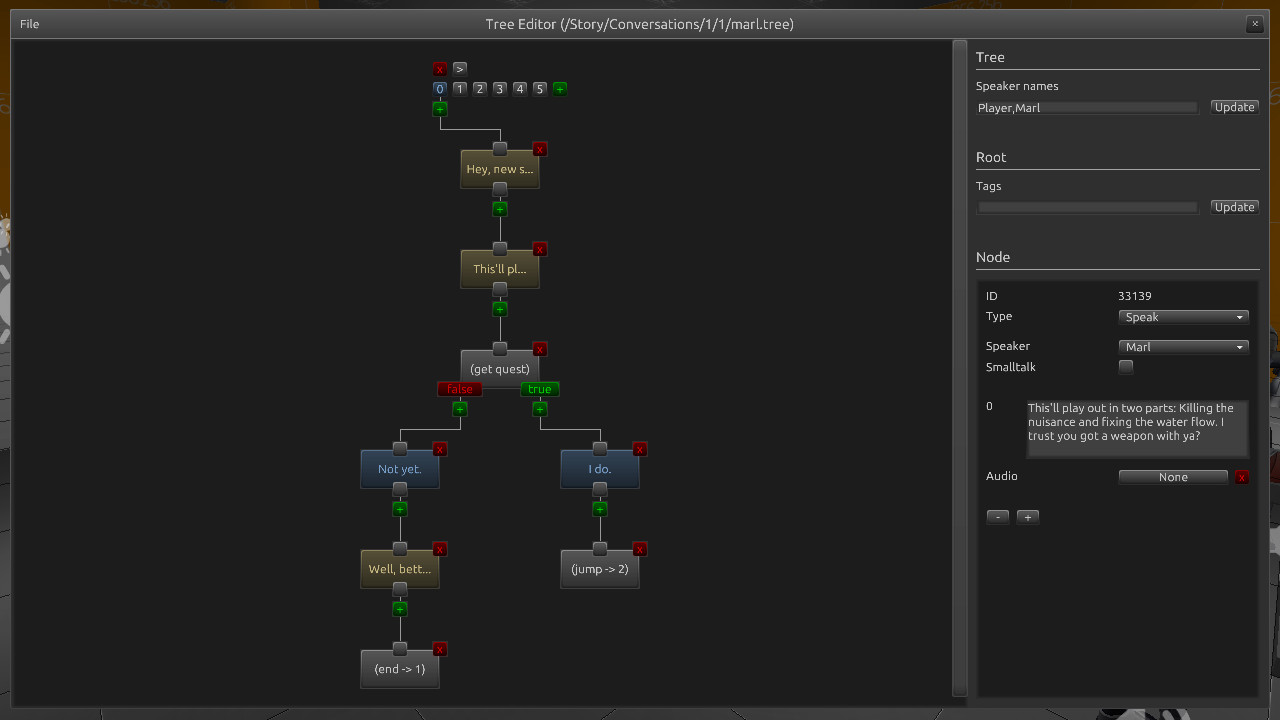 File
Tree Editor (/Story/Conversations/1/1/marl.tree)
x
x >
0 1 2 3 4 5 +
+
x
Hey, new s...
+
x
This'll pl...
+
x
(get quest)
false true
+ +
x x
Not yet. I do.
+ +
x x
Well, bett... (jump -> 2)
+
x
(end -> 1)
Tree
Speaker names
Player,Marl Update
Root
Tags
Update
Node
ID 33139
Type Speak
Speaker Marl
Smalltalk
0 This'll play out in two parts: Killing the
nuisance and fixing the water flow. I
trust you got a weapon with ya?
Audio None x
- +